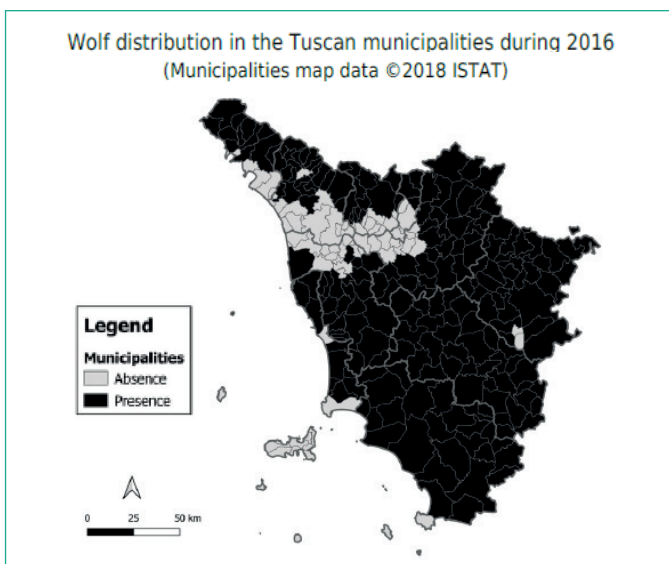 Wolf distribution in the Tuscan municipalities during 2016
(Municipalities map data ©2018 ISTAT)
Legend
Municipalities
Absence
Presence
0 25 50 km